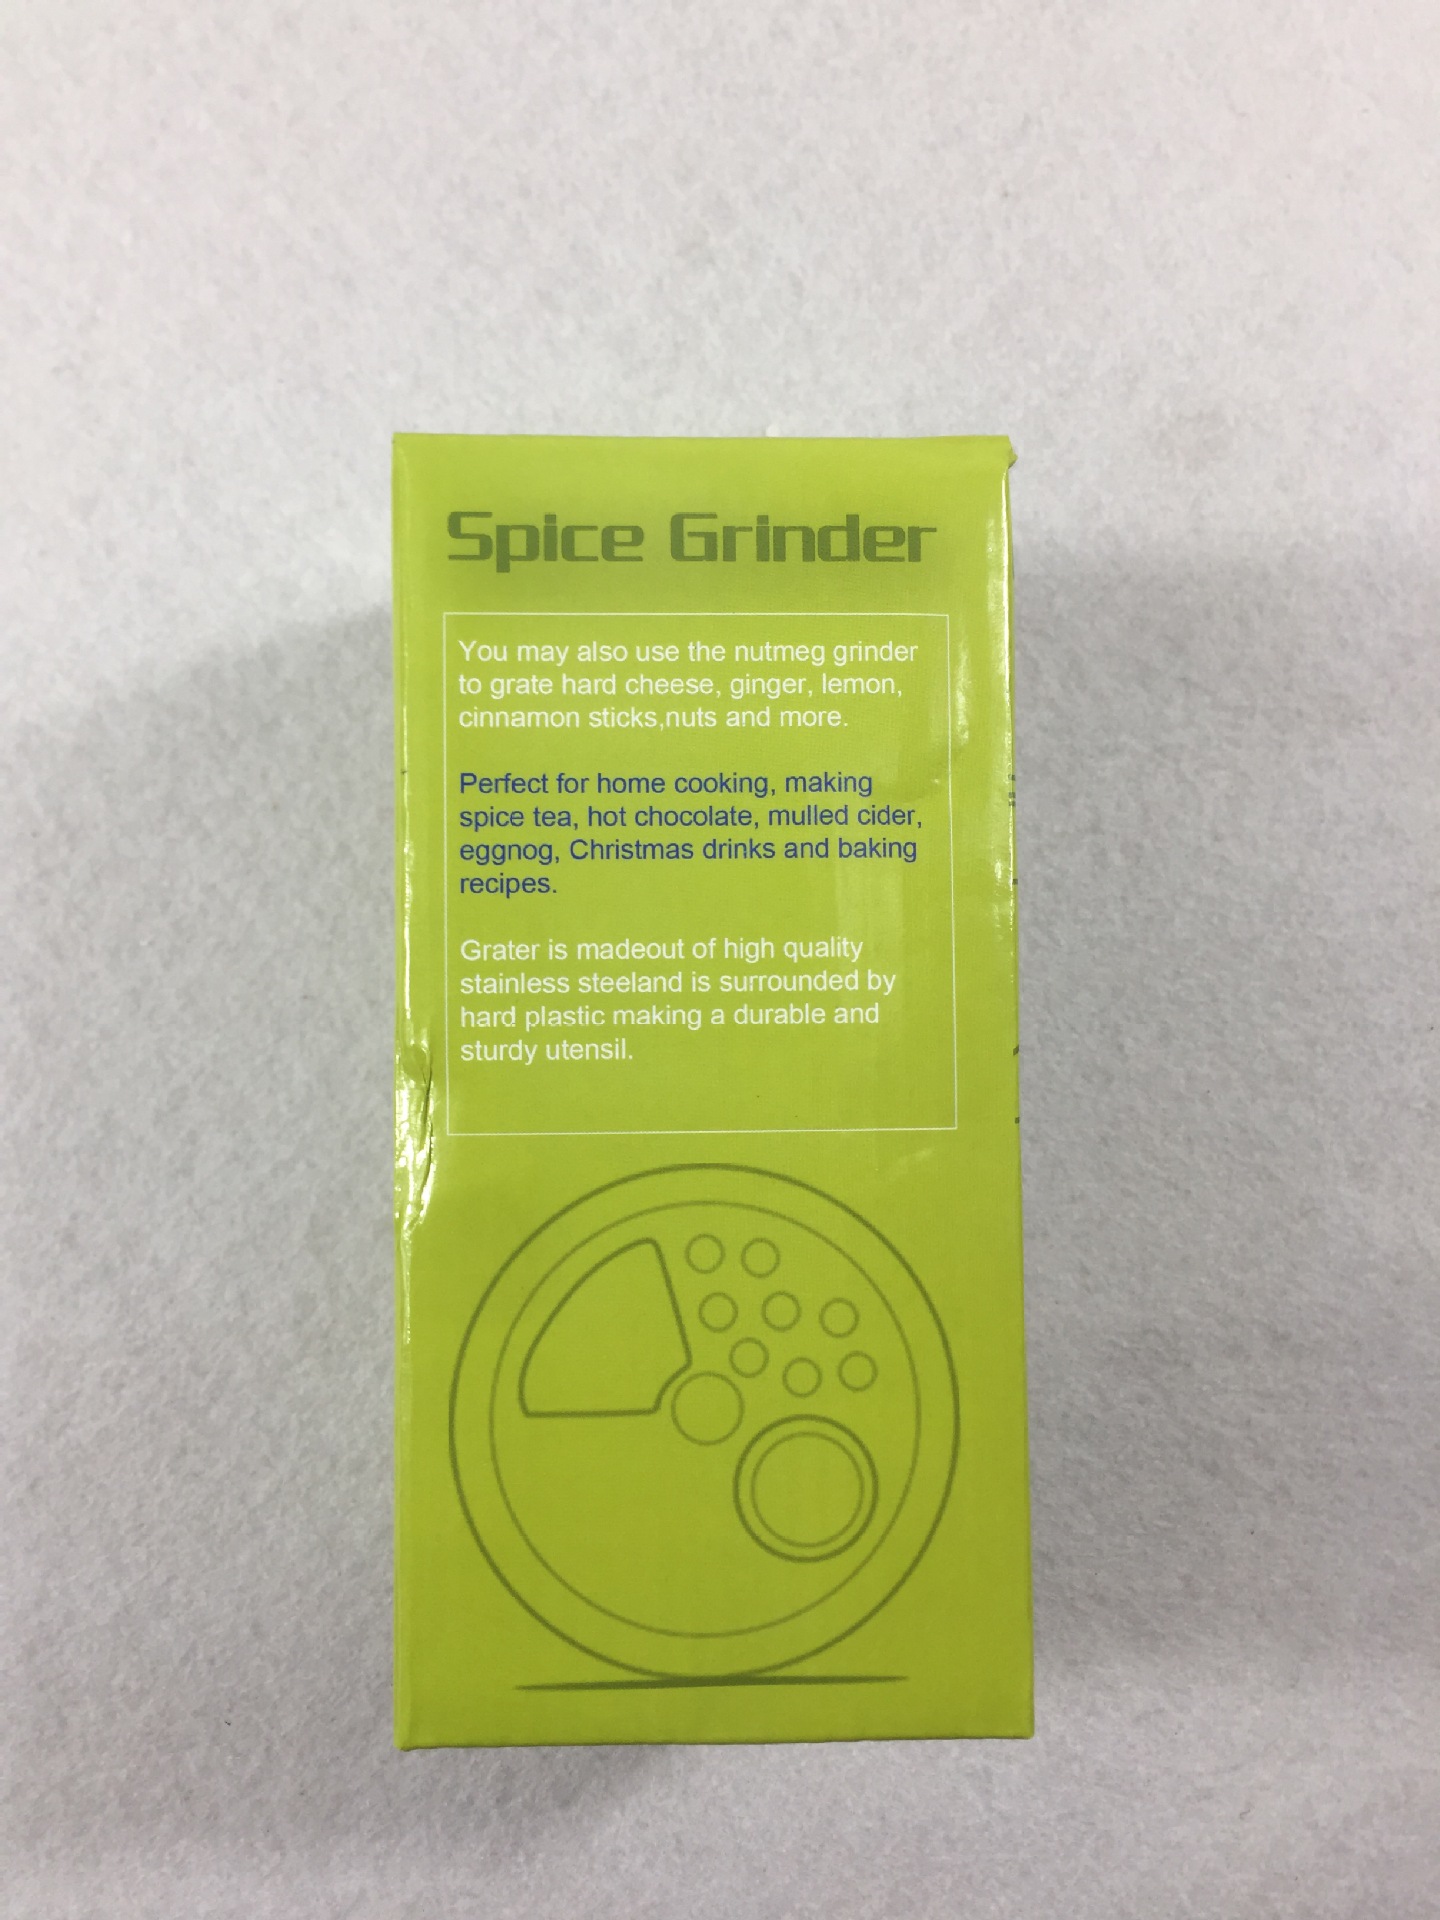 Spice Grinder
You may also use the nutmeg grinder
to grate hard cheese, ginger, lemon,
cinnamon sticks,nuts and more.
Perfect for home cooking, making
spice tea, hot chocolate, mulled cider,
eggnog, Christmas drinks and baking
recipes.
Grater is madeout of high quality
stainless steeland is surrounded by
hard plastic making a durable and
sturdy utensil.